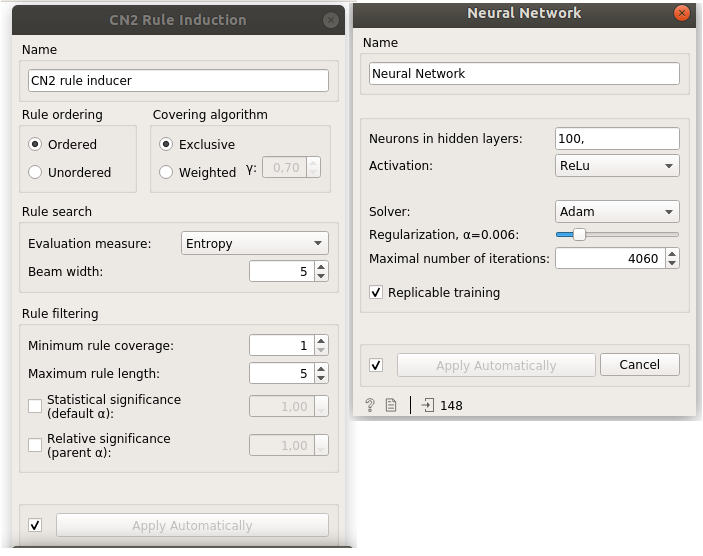 CN2 Rule Induction
Name
CN2 rule inducer
Rule ordering
Ordered
Unordered
Covering algorithm
Exclusive
Weighted γ: 0,70
Rule search
Evaluation measure: Entropy
Beam width: 5
Rule filtering
Minimum rule coverage: 1
Maximum rule length: 5
Statistical significance
(default α): 1,00
Relative significance
(parent α): 1,00
Apply Automatically
Neural Network
Name
Neural Network
Neurons in hidden layers: 100,
Activation: ReLu
Solver: Adam
Regularization, α=0.006:
Maximal number of iterations: 4060
Replicable training
Apply Automatically Cancel
? 148